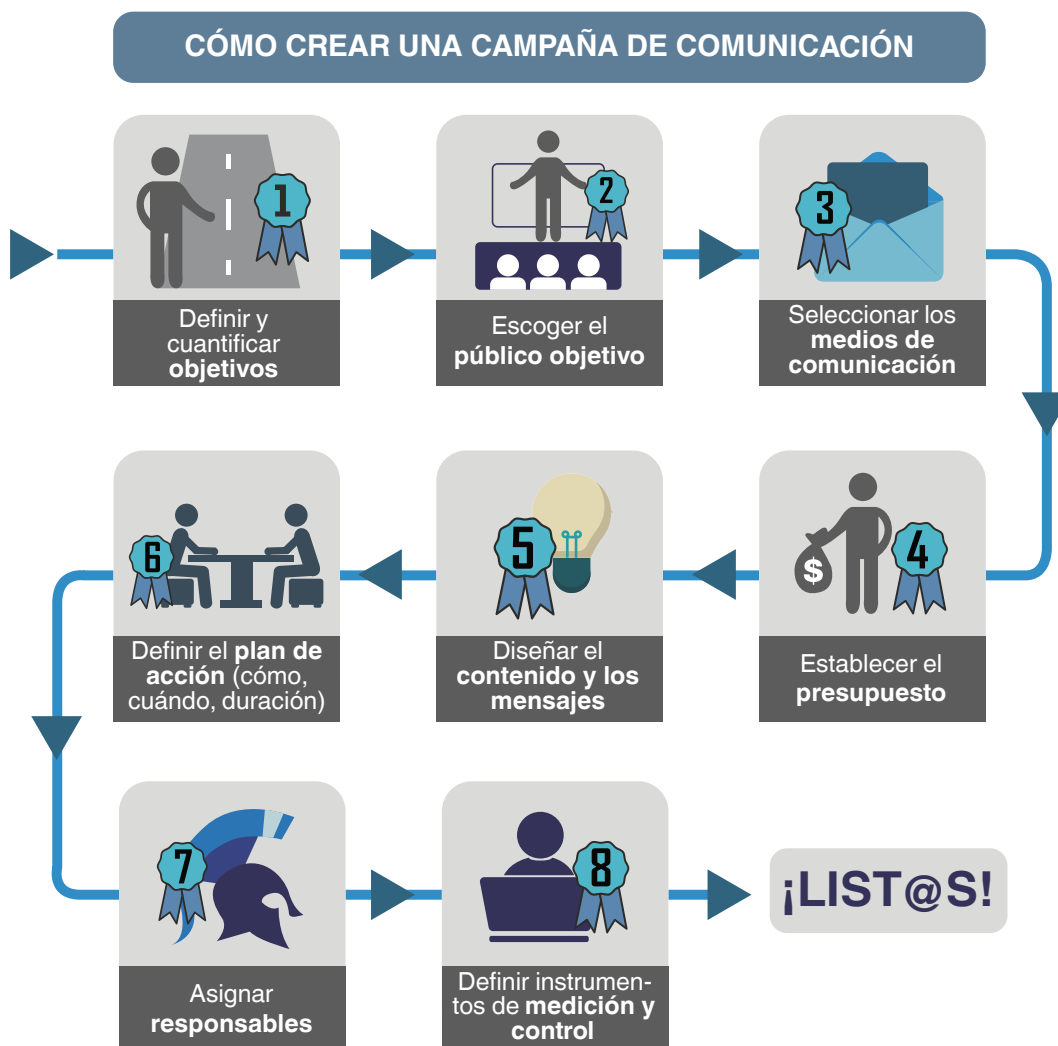 CÓMO CREAR UNA CAMPAÑA DE COMUNICACIÓN
1
Definir y
cuantificar
objetivos
2
Escoger el
público objetivo
3
Seleccionar los
medios de
comunicación
4
$
Establecer el
presupuesto
5
Diseñar el
contenido y los
mensajes
6
Definir el plan de
acción (cómo,
cuándo, duración)
7
Asignar
responsables
8
Definir instrumen-
tos de medición y
control
¡LIST@S!